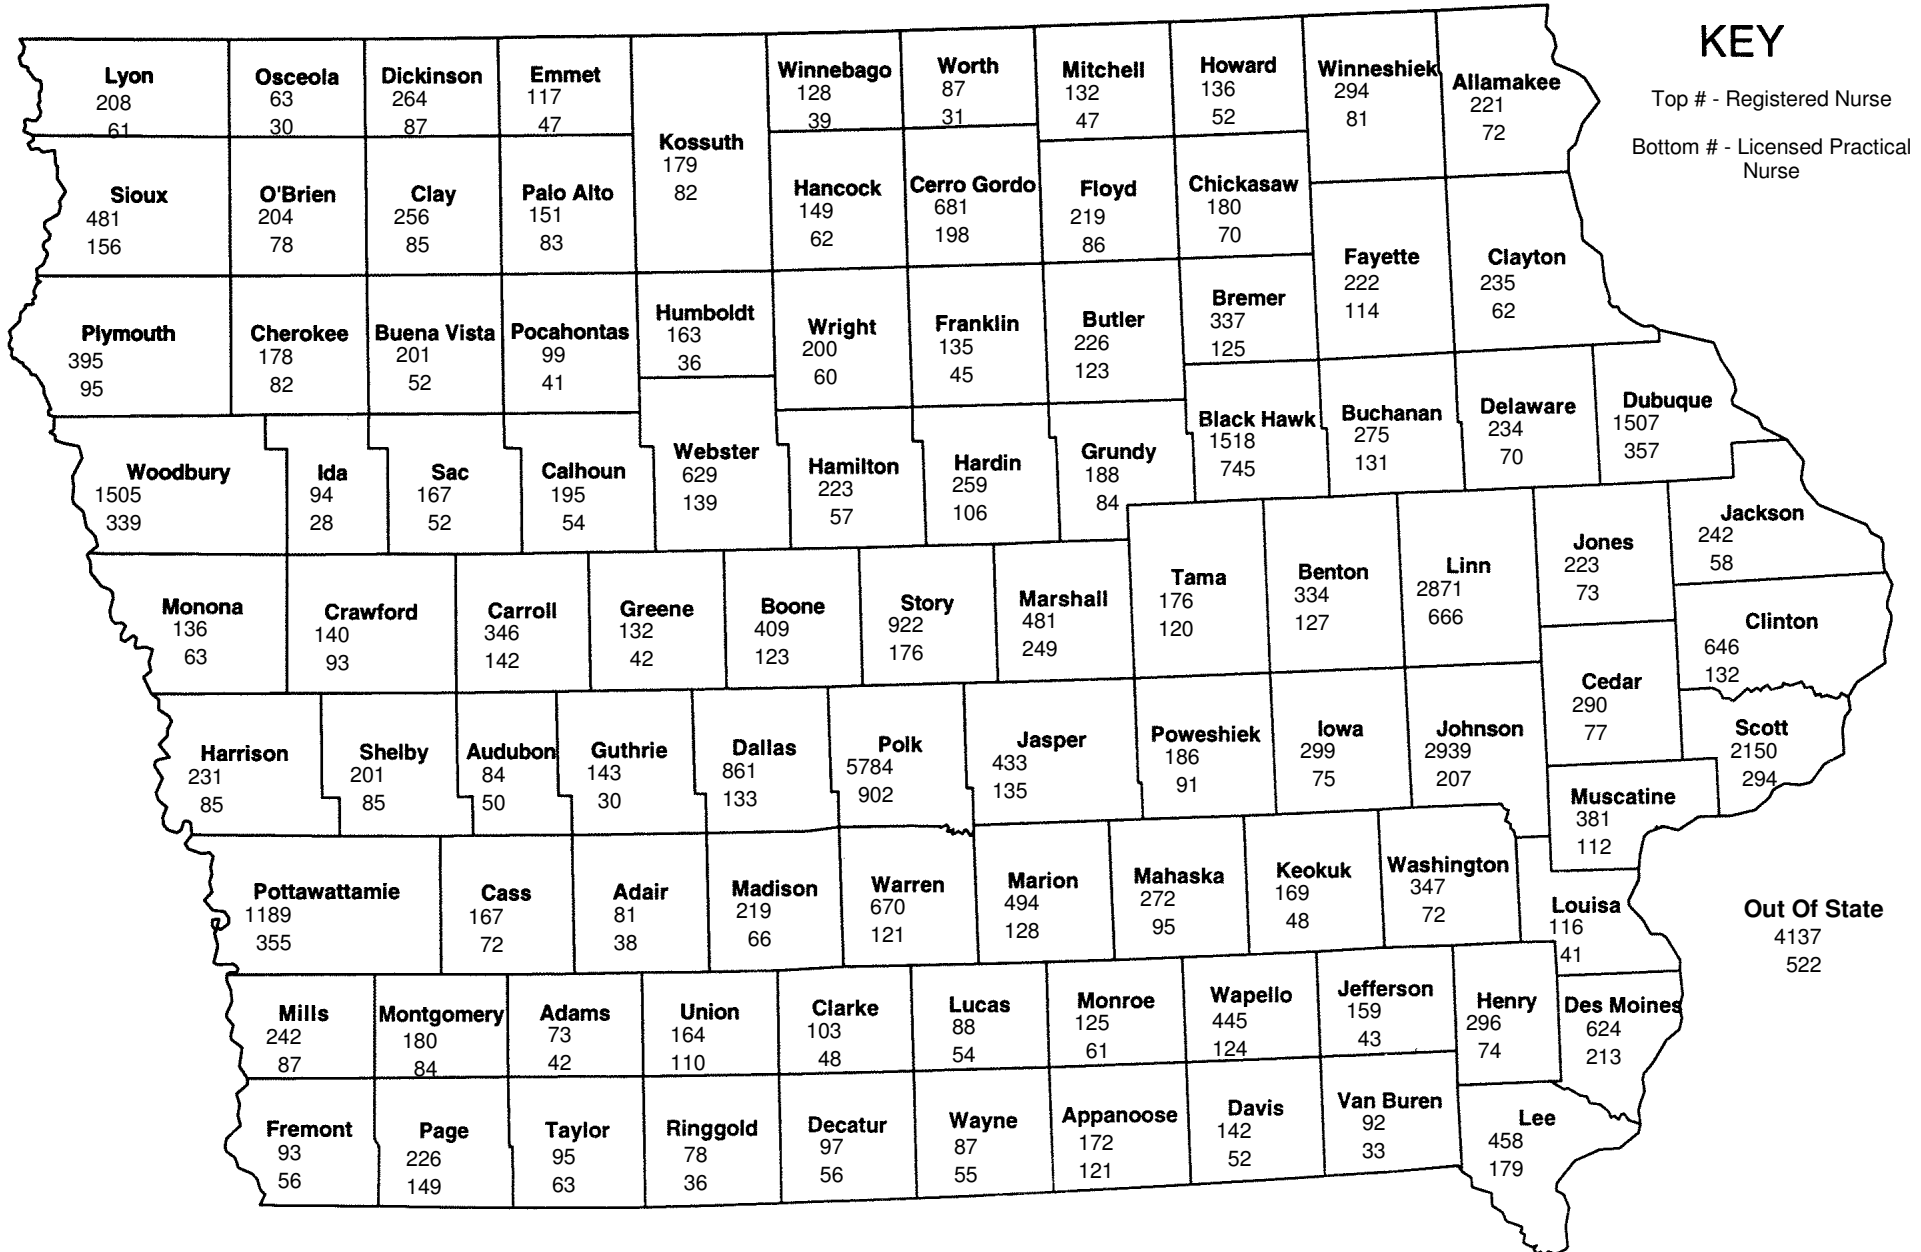 KEY
Top # - Registered Nurse
Bottom # - Licensed Practical
Nurse
Lyon
208
61
Osceola
63
30
Dickinson
264
87
Emmet
117
47
Kossuth
179
82
Winnebago
128
39
Worth
87
31
Mitchell
132
47
Howard
136
52
Winneshiek
294
81
Allamakee
221
72
Sioux
481
156
O'Brien
204
78
Clay
256
85
Palo Alto
151
83
Hancock
149
62
Cerro Gordo
681
198
Floyd
219
86
Chickasaw
180
70
Fayette
222
114
Clayton
235
62
Plymouth
395
95
Cherokee
178
82
Buena Vista
201
52
Pocahontas
99
41
Humboldt
163
36
Wright
200
60
Franklin
135
45
Butler
226
123
Bremer
337
125
Woodbury
1505
339
Ida
94
28
Sac
167
52
Calhoun
195
54
Webster
629
139
Hamilton
223
57
Hardin
259
106
Grundy
188
84
Black Hawk
1518
745
Buchanan
275
131
Delaware
234
70
Dubuque
1507
357
Monona
136
63
Crawford
140
93
Carroll
346
142
Greene
132
42
Boone
409
123
Story
922
176
Marshall
481
249
Tama
176
120
Benton
334
127
Linn
2871
666
Jones
223
73
Jackson
242
58
Clinton
646
132
Cedar
290
77
Scott
2150
294
Harrison
231
85
Shelby
201
85
Audubon
84
50
Guthrie
143
30
Dallas
861
133
Polk
5784
902
Jasper
433
135
Poweshiek
186
91
Iowa
299
75
Johnson
2939
207
Muscatine
381
112
Pottawattamie
1189
355
Cass
167
72
Adair
81
38
Madison
219
66
Warren
670
121
Marion
494
128
Mahaska
272
95
Keokuk
169
48
Washington
347
72
Louisa
116
41
Out Of State
4137
522
Mills
242
87
Montgomery
180
84
Adams
73
42
Union
164
110
Clarke
103
48
Lucas
88
54
Monroe
125
61
Wapello
445
124
Jefferson
159
43
Henry
296
74
Des Moines
624
213
Fremont
93
56
Page
226
149
Taylor
95
63
Ringgold
78
36
Decatur
97
56
Wayne
87
55
Appanoose
172
121
Davis
142
52
Van Buren
92
33
Lee
458
179